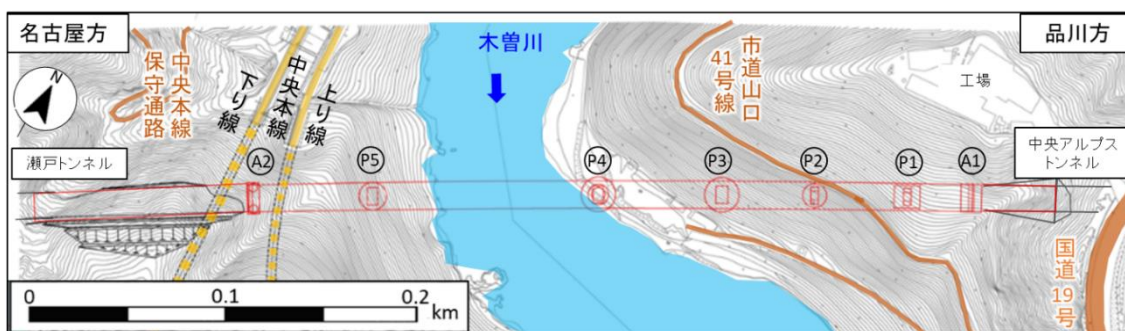 名古屋方
品川方
木曽川
N
中央本線
保守通路
下り線
中央本線
上り線
市道山口
41号線
工場
瀬戸トンネル
A2
P5
P4
P3
P2
P1
A1
中央アルプス
トンネル
国道19号
0
0.1
0.2
km